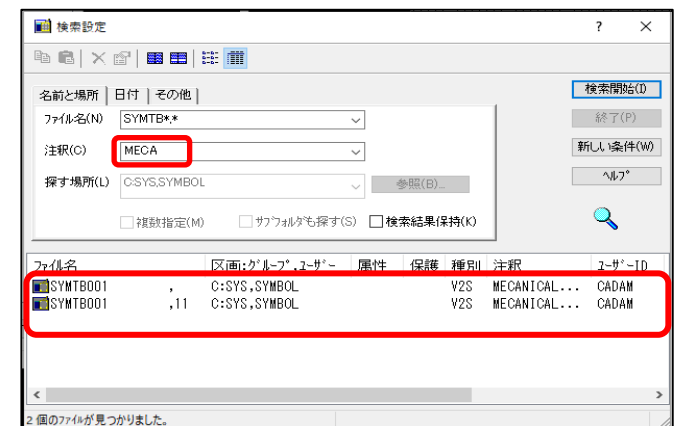 検索設定
?
名前と場所 日付 その他
検索開始(I)
ファイル名(N) SYMTB*,*
終了(P)
注釈(C) MECA
新しい条件(W)
探す場所(L) C:SYS,SYMBOL 参照(B)...
ヘルプ
複数指定(M) サブフォルダも探す(S) 検索結果保持(K)
ファイル名 区画:グループ,ユーザー 属性 保護 種別 注釈 ユーザーID
SYMTB001 , C:SYS,SYMBOL V2S MECHANICAL... CADAM
SYMTB001 ,11 C:SYS,SYMBOL V2S MECHANICAL... CADAM
2 個のファイルが見つかりました。